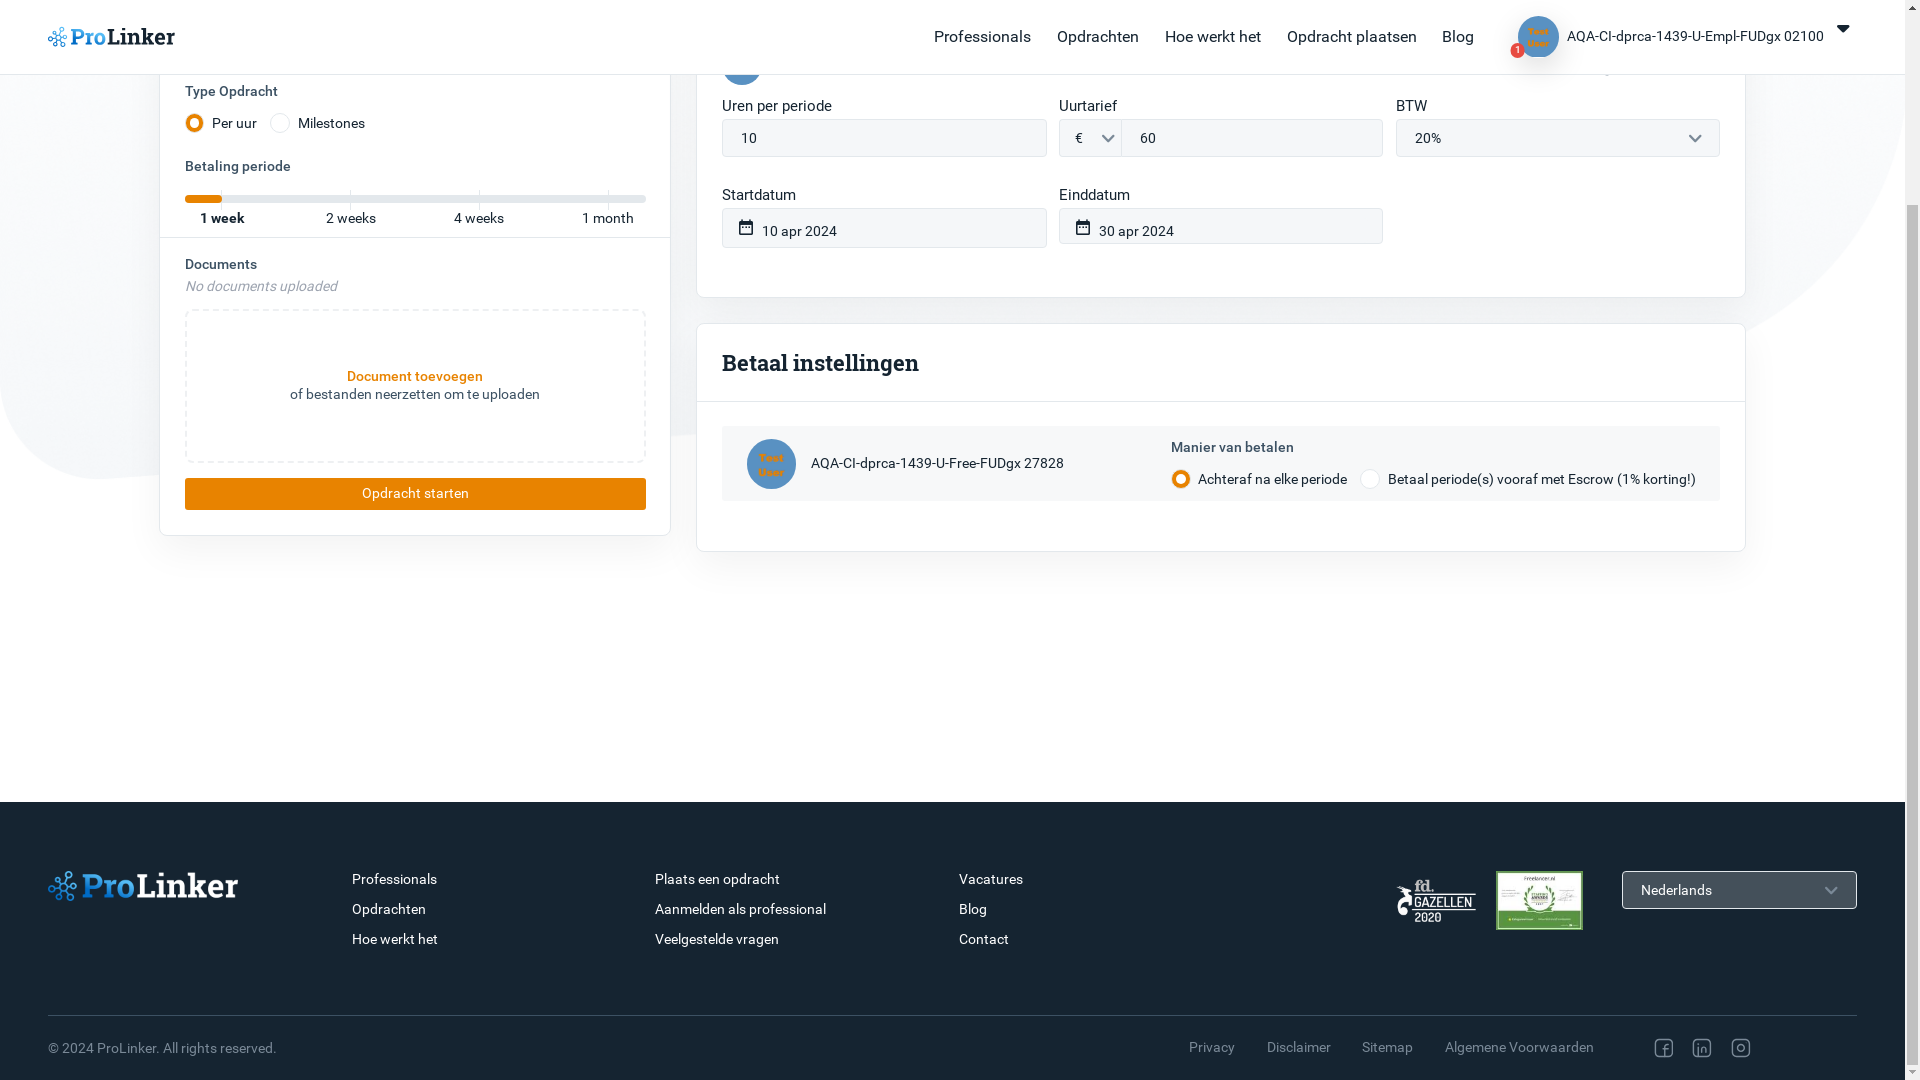 ProLinker
Professionals
Opdrachten
Hoe werkt het
Opdracht plaatsen
Blog
1
Test
User
AQA-CI-dprca-1439-U-Empl-FUDgx 02100
Type Opdracht
Per uur
Milestones
Betaling periode
1 week
2 weeks
4 weeks
1 month
Documents
No documents uploaded
Document toevoegen
of bestanden neerzetten om te uploaden
Opdracht starten
Uren per periode
Uurtarief
BTW
10
€
60
20%
Startdatum
Einddatum
10 apr 2024
30 apr 2024
Betaal instellingen
Test
User
AQA-CI-dprca-1439-U-Free-FUDgx 27828
Manier van betalen
Achteraf na elke periode
Betaal periode(s) vooraf met Escrow (1% korting!)
ProLinker
Professionals
Opdrachten
Hoe werkt het
Plaats een opdracht
Aanmelden als professional
Veelgestelde vragen
Vacatures
Blog
Contact
fd.
GAZELLEN
2020
Freelancer.nl
Nederlands
© 2024 ProLinker. All rights reserved.
Privacy
Disclaimer
Sitemap
Algemene Voorwaarden